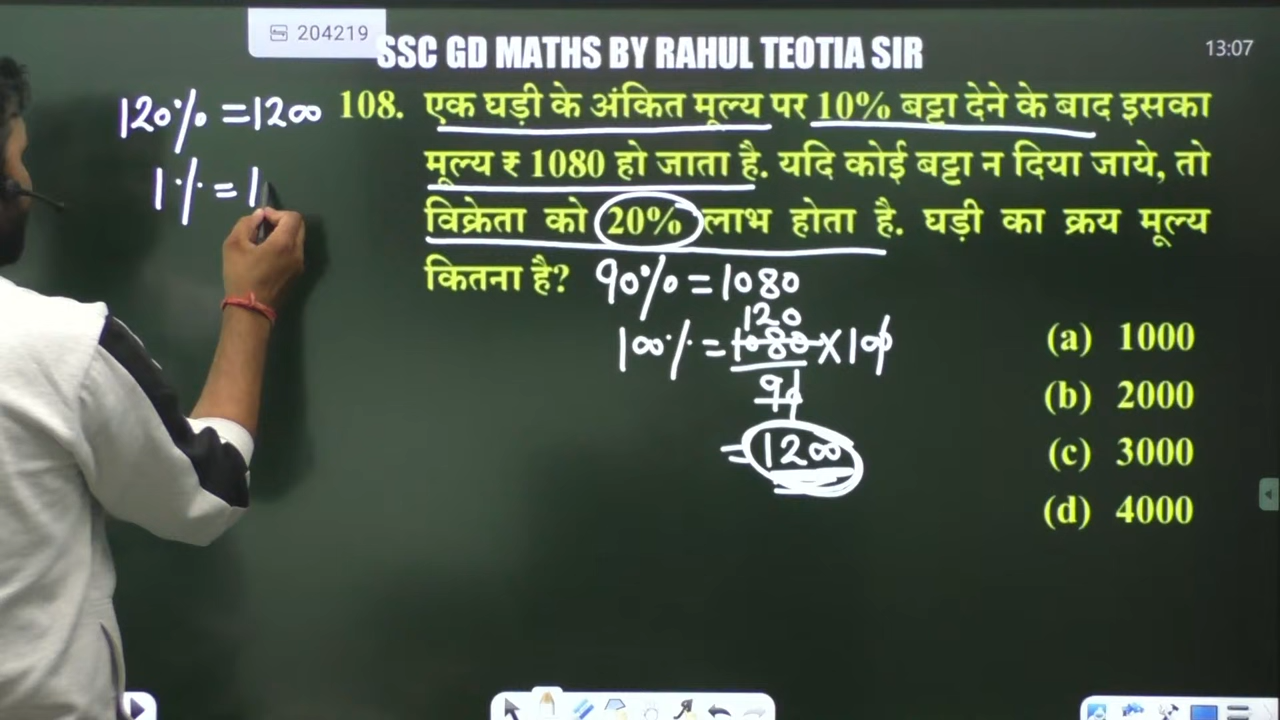 204219
SSC GD MATHS BY RAHUL TEOTIA SIR
13:07
108. एक घड़ी के अंकित मूल्य पर 10% बट्टा देने के बाद इसका
मूल्य ₹ 1080 हो जाता है. यदि कोई बट्टा न दिया जाये, तो
विक्रेता को 20% लाभ होता है. घड़ी का क्रय मूल्य
कितना है?
(a) 1000
(b) 2000
(c) 3000
(d) 4000
120% = 1200
1% = 1
90% = 1080
120
100% = 1080 × 100
90
= 1200